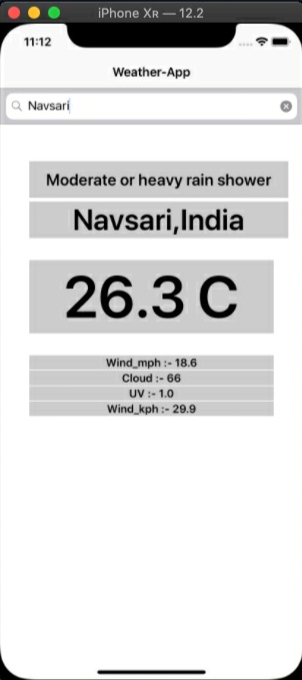 iPhone XR — 12.2
11:12
Weather-App
Navsari
Moderate or heavy rain shower
Navsari,India
26.3 C
Wind_mph :- 18.6
Cloud :- 66
UV :- 1.0
Wind_kph :- 29.9